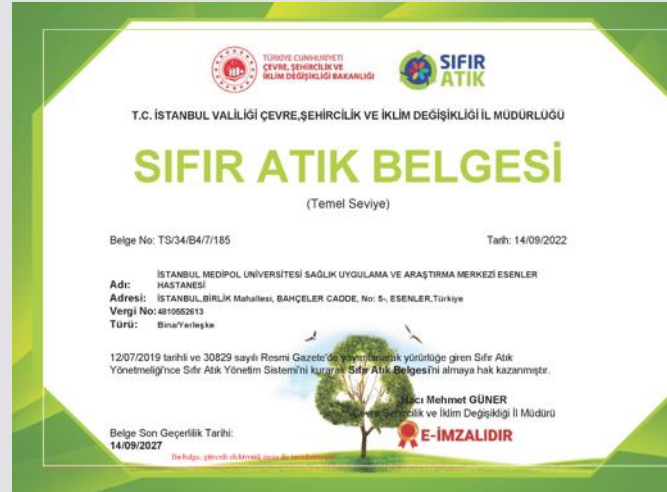 TÜRKİYE CUMHURİYETİ
ÇEVRE, ŞEHİRCİLİK VE
İKLİM DEĞİŞİKLİĞİ BAKANLIĞI
SIFIR
ATIK
T.C. İSTANBUL VALİLİĞİ ÇEVRE,ŞEHİRCİLİK VE İKLİM DEĞİŞİKLİĞİ İL MÜDÜRLÜĞÜ
SIFIR ATIK BELGESİ
(Temel Seviye)
Belge No: TS/34/B4/7/185 Tarih: 14/09/2022
Adı: İSTANBUL MEDİPOL ÜNİVERSİTESİ SAĞLIK UYGULAMA VE ARAŞTIRMA MERKEZİ ESENLER
HASTANESİ
Adresi: İSTANBUL,BİRLİK Mahallesi, BAHÇELER CADDE, No: 5-, ESENLER,Türkiye
Vergi No: 4810552613
Türü: Bina/Yerleşke
12/07/2019 tarihli ve 30829 sayılı Resmi Gazete'de yayımlanarak yürürlüğe giren Sıfır Atık
Yönetmeliği'nce Sıfır Atık Yönetim Sistemi'ni kurarak Sıfır Atık Belgesi'ni almaya hak kazanmıştır.
Hacı Mehmet GÜNER
Çevre, Şehircilik ve İklim Değişikliği İl Müdürü
E-İMZALIDIR
Belge Son Geçerlilik Tarihi:
14/09/2027
Bu belge, güvenli elektronik imza ile